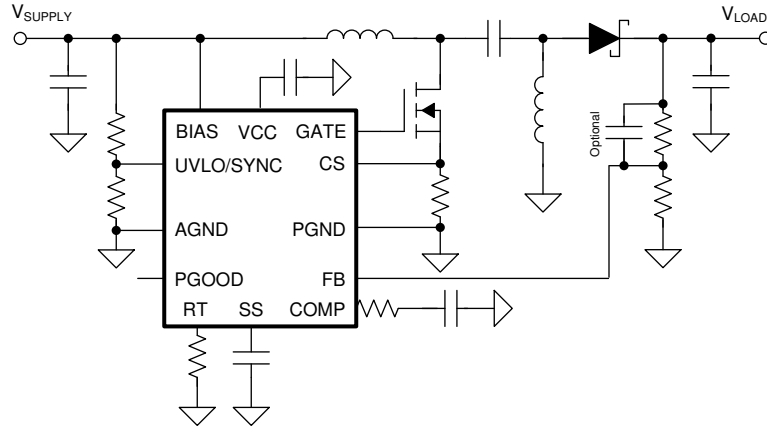 VSUPPLY
VLOAD
BIAS VCC GATE
UVLO/SYNC CS
Optional
AGND PGND
PGOOD FB
RT SS COMP